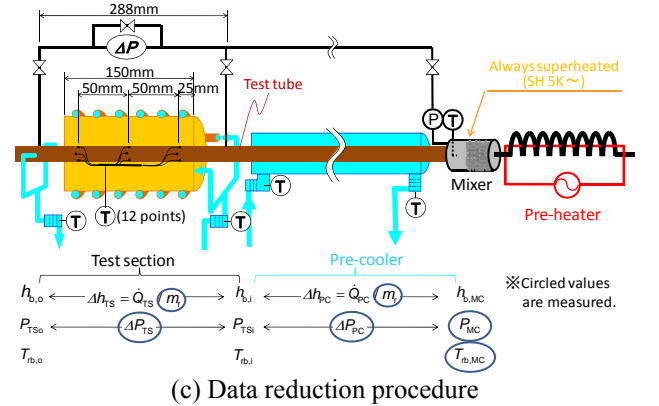 288mm
ΔP
150mm
50mm 50mm 25mm
Test tube
Always superheated
(SH 5K～)
P T
Mixer
Pre-heater
T T (12 points) T T
Test section Pre-cooler
h_b,o Δh_TS = Q̇_TS / m_r h_b,i Δh_PC = Q̇_PC / m_r h_b,MC
※Circled values
are measured.
P_TSo ΔP_TS P_TSi ΔP_PC P_MC
T_rb,o T_rb,i T_rb,MC
(c) Data reduction procedure